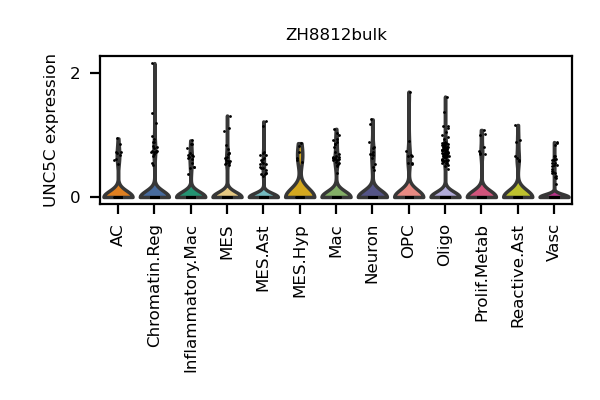 ZH8812bulk
UNC5C expression
2
0
AC
Chromatin.Reg
Inflammatory.Mac
MES
MES.Ast
MES.Hyp
Mac
Neuron
OPC
Oligo
Prolif.Metab
Reactive.Ast
Vasc